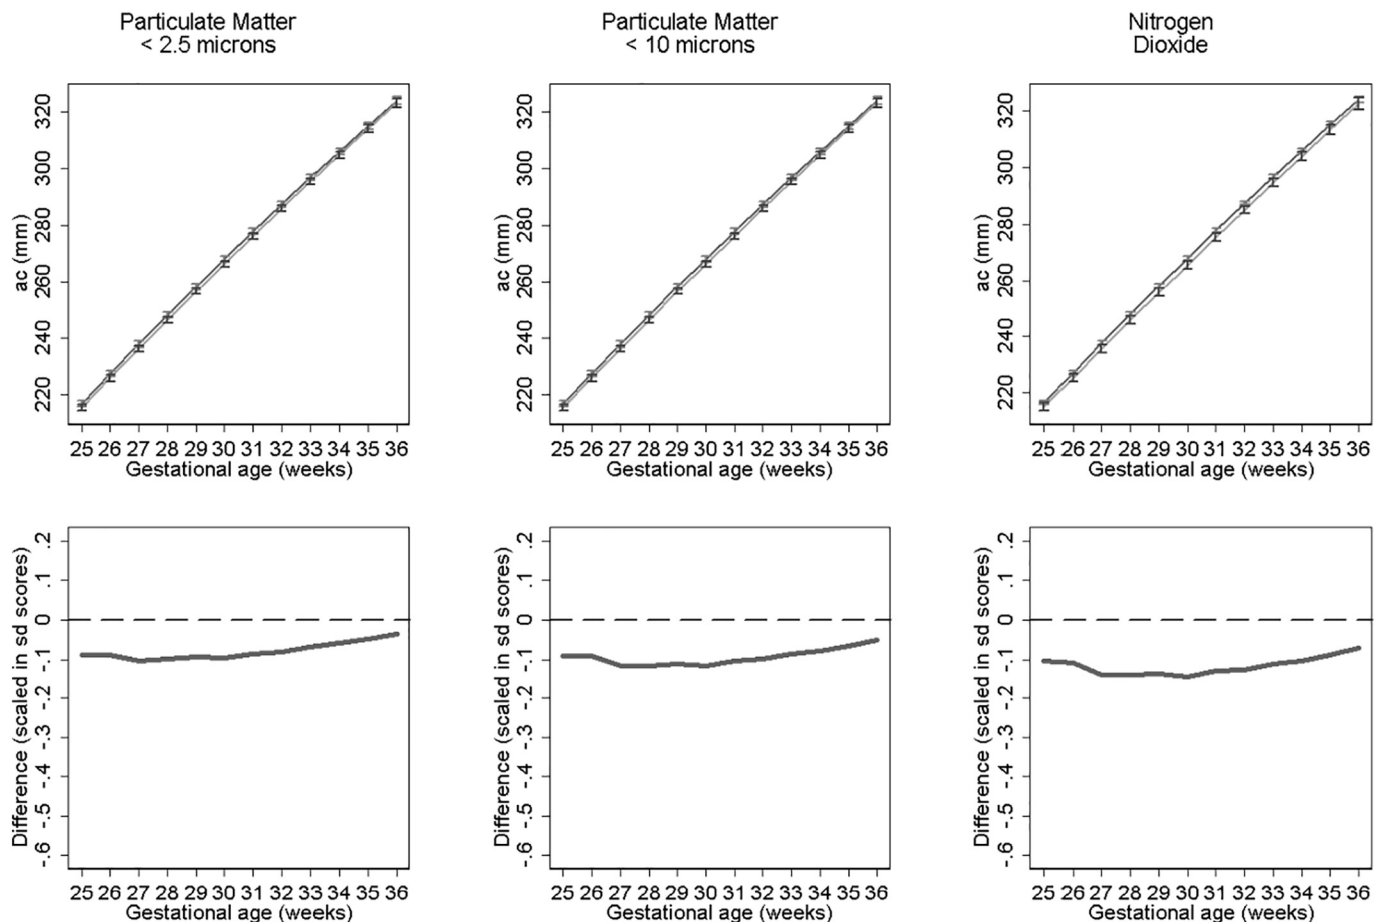 Particulate Matter
< 2.5 microns
Particulate Matter
< 10 microns
Nitrogen
Dioxide
ac (mm)
320
300
280
260
240
220
25 26 27 28 29 30 31 32 33 34 35 36
Gestational age (weeks)
ac (mm)
320
300
280
260
240
220
25 26 27 28 29 30 31 32 33 34 35 36
Gestational age (weeks)
ac (mm)
320
300
280
260
240
220
25 26 27 28 29 30 31 32 33 34 35 36
Gestational age (weeks)
Difference (scaled in sd scores)
.2
.1
0
-.1
-.2
-.3
-.4
-.5
-.6
25 26 27 28 29 30 31 32 33 34 35 36
Gestational age (weeks)
Difference (scaled in sd scores)
.2
.1
0
-.1
-.2
-.3
-.4
-.5
-.6
25 26 27 28 29 30 31 32 33 34 35 36
Gestational age (weeks)
Difference (scaled in sd scores)
.2
.1
0
-.1
-.2
-.3
-.4
-.5
-.6
25 26 27 28 29 30 31 32 33 34 35 36
Gestational age (weeks)